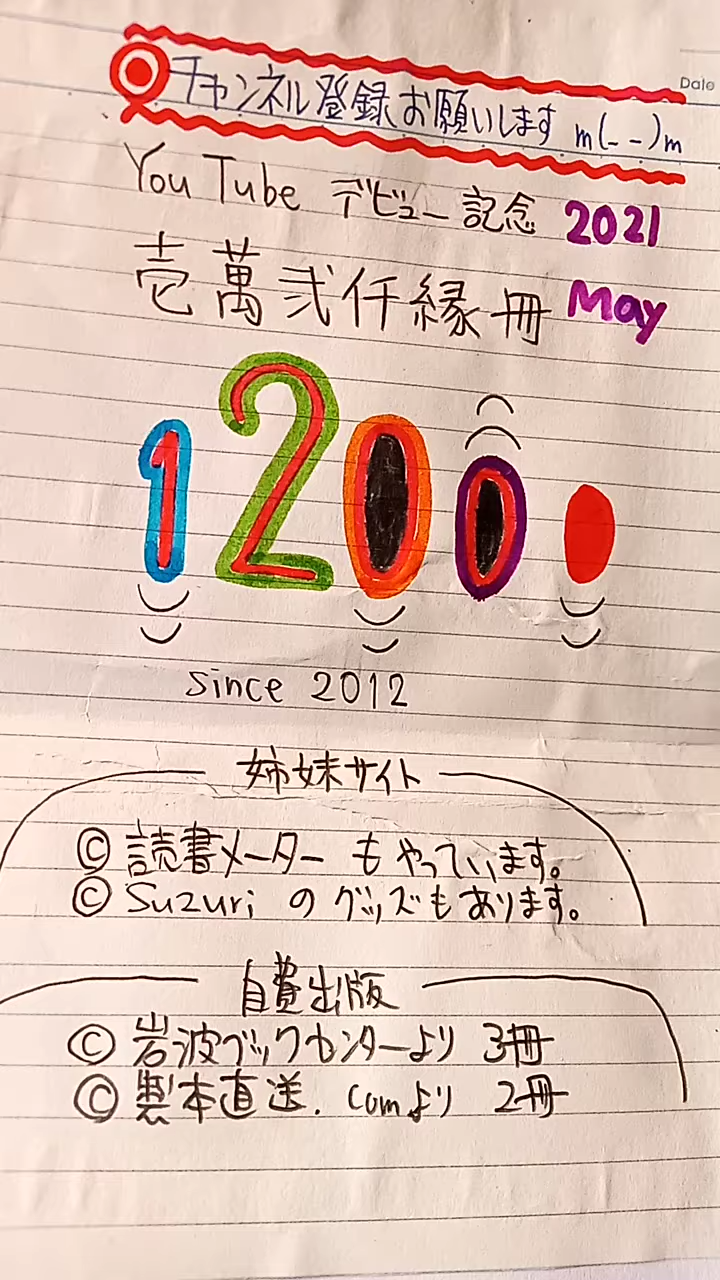 Date
チャンネル登録お願いします m(- -)m
YouTube デビュー 記念 2021
壱萬弐仟縁冊 May
12000
since 2012
姉妹サイト
© 読書メーター もやっています。
© Suzuri のグッズもあります。
自費出版
© 岩波ブックセンターより 3冊
© 製本直送.comより 2冊